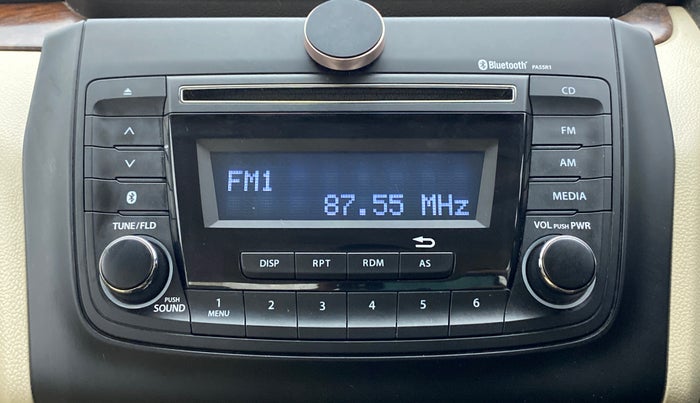 Bluetooth PA55R1
CD
FM
AM
MEDIA
FM1
87.55 MHz
TUNE/FLD
VOL PUSH PWR
DISP RPT RDM AS
PUSH
SOUND
1 2 3 4 5 6
MENU